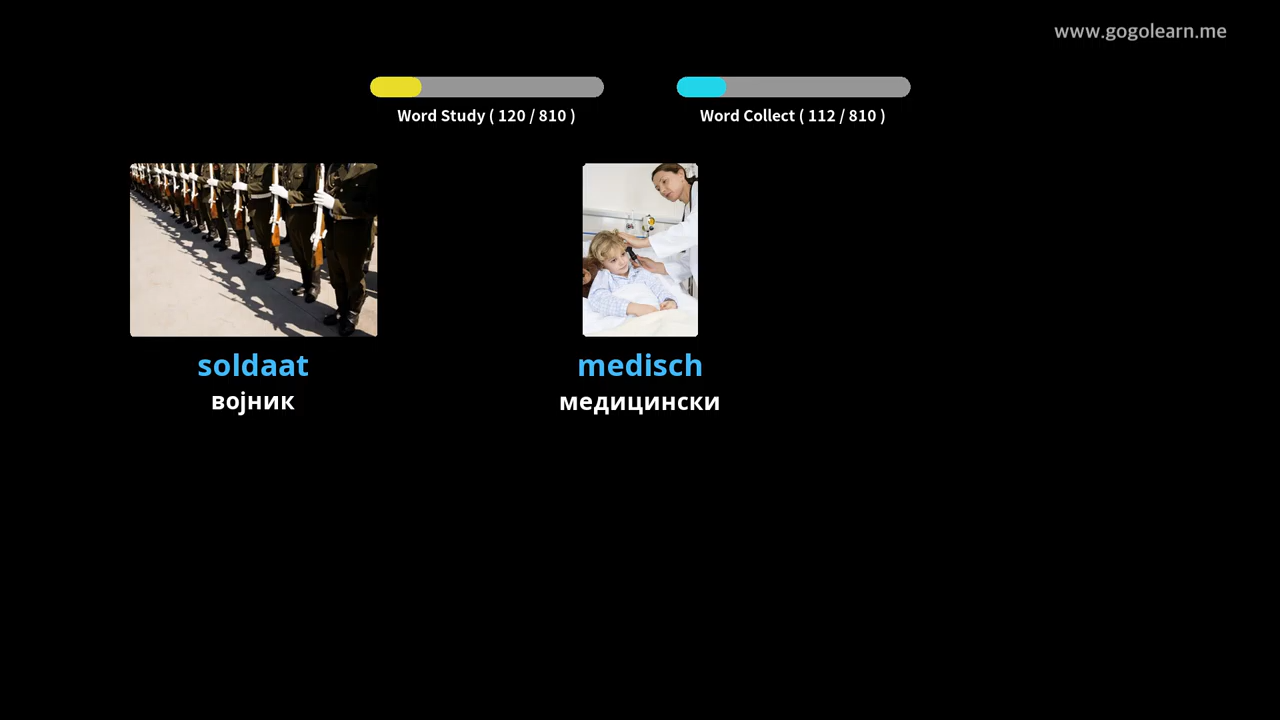 www.gogolearn.me
Word Study ( 120 / 810 )
Word Collect ( 112 / 810 )
soldaat
војник
medisch
медицински